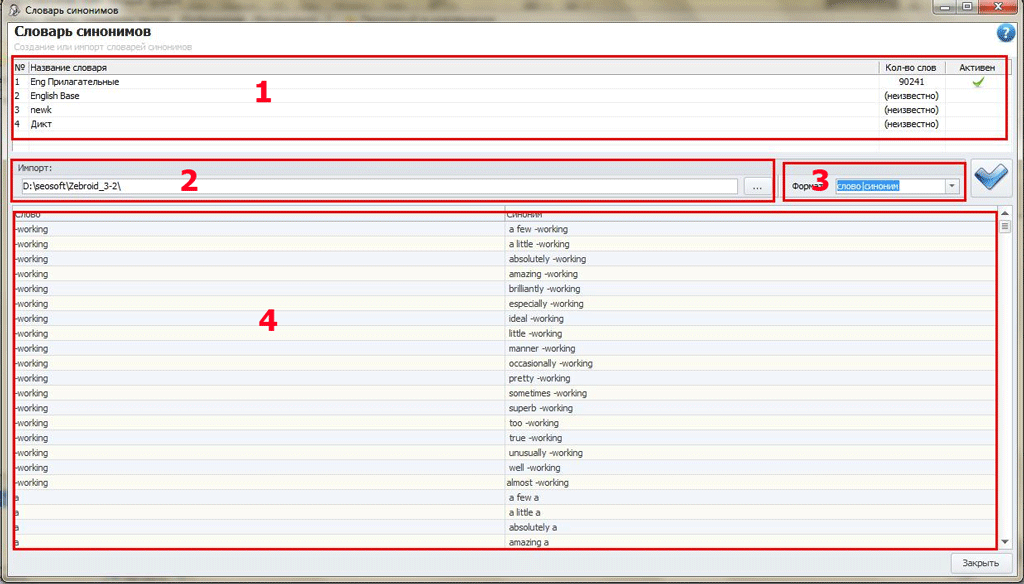 Словарь синонимов
Словарь синонимов
Создание или импорт словарей синонимов
№ Название словаря Кол-во слов Активен
1 Eng Прилагательные 90241
2 English Base (неизвестно)
3 newk (неизвестно)
4 Дикт (неизвестно)
1
Импорт:
D:\seosoft\Zebroid_3-2\ ...
2
Формат слово|синоним
3
Слово Синоним
-working a few -working
-working a little -working
-working absolutely -working
-working amazing -working
-working brilliantly -working
-working especially -working
-working ideal -working
-working little -working
-working manner -working
-working occasionally -working
-working pretty -working
-working sometimes -working
-working superb -working
-working too -working
-working true -working
-working unusually -working
-working well -working
-working almost -working
a a few a
a a little a
a absolutely a
a amazing a
4
Закрыть